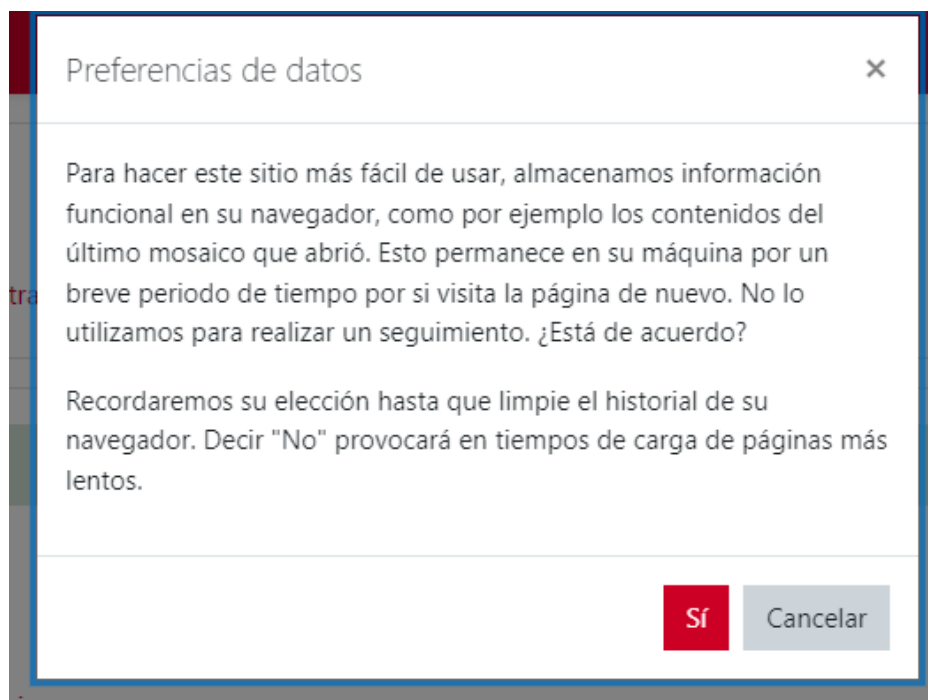 Preferencias de datos ×
Para hacer este sitio más fácil de usar, almacenamos información
funcional en su navegador, como por ejemplo los contenidos del
último mosaico que abrió. Esto permanece en su máquina por un
tra
breve periodo de tiempo por si visita la página de nuevo. No lo
utilizamos para realizar un seguimiento. ¿Está de acuerdo?
Recordaremos su elección hasta que limpie el historial de su
navegador. Decir "No" provocará en tiempos de carga de páginas más
lentos.
Sí Cancelar